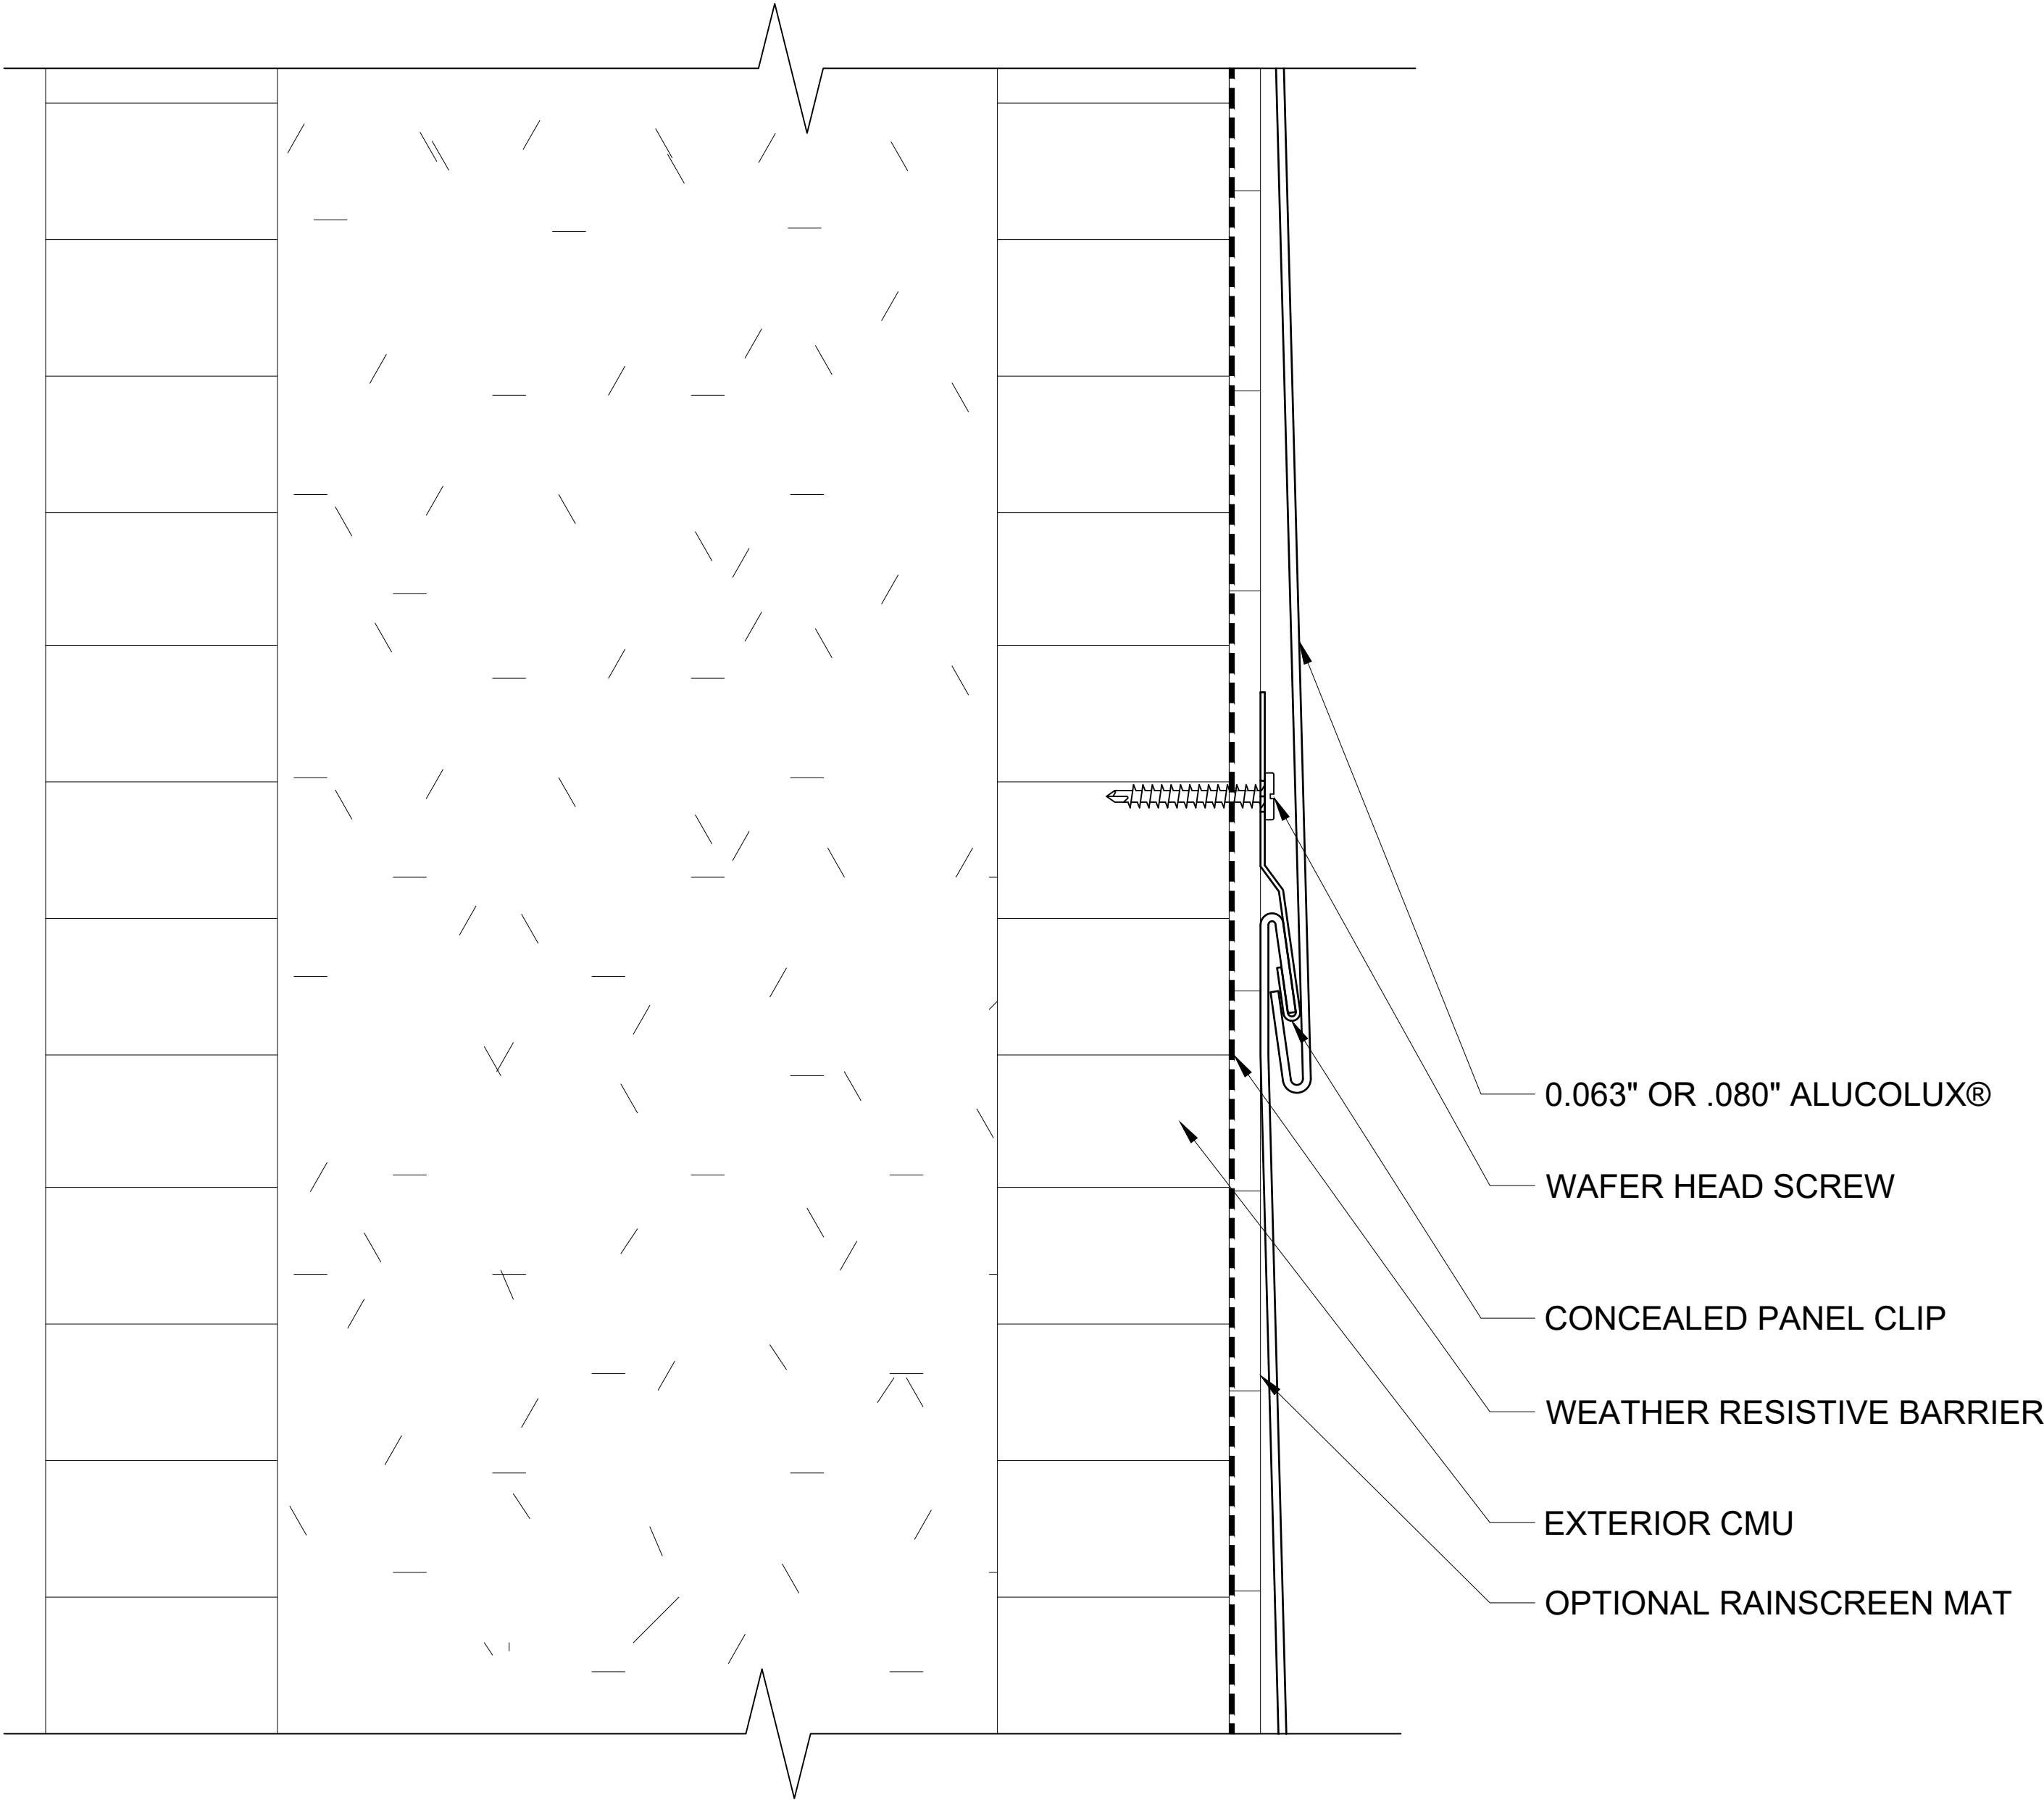 0.063" OR .080" ALUCOLUX®
WAFER HEAD SCREW
CONCEALED PANEL CLIP
WEATHER RESISTIVE BARRIER
EXTERIOR CMU
OPTIONAL RAINSCREEN MAT